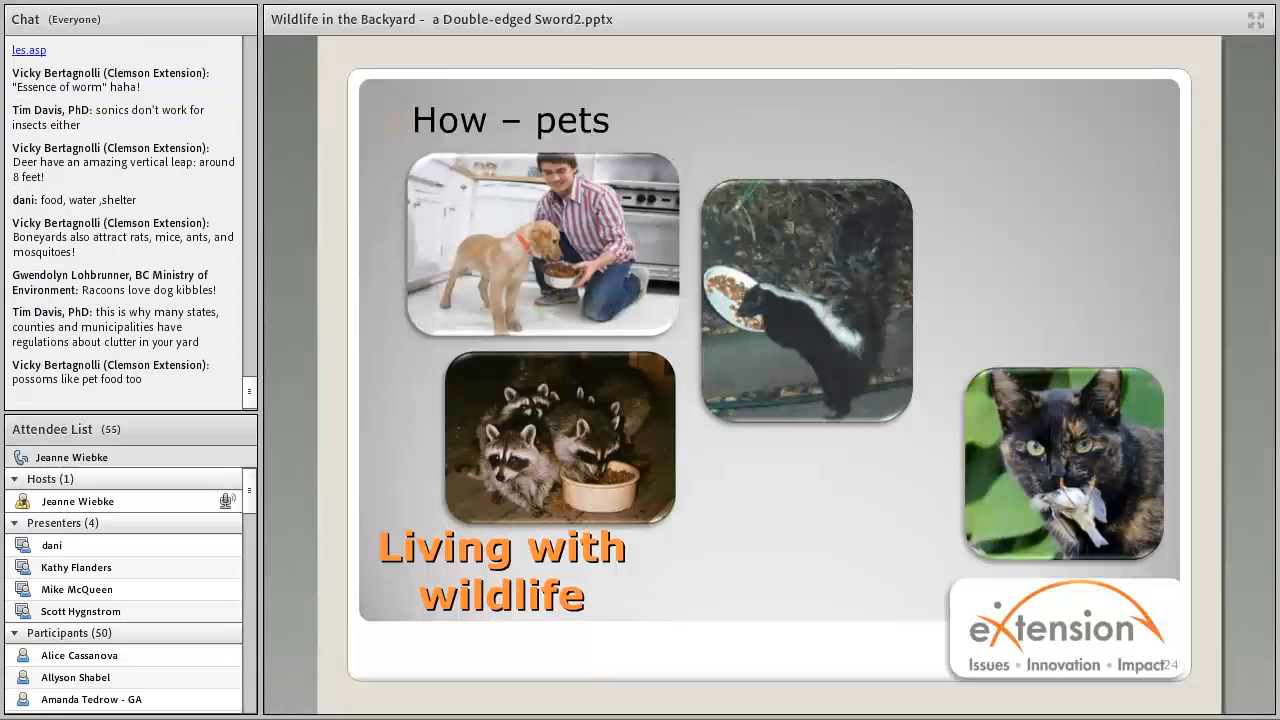 Chat (Everyone)
les.asp
Vicky Bertagnolli (Clemson Extension):
"Essence of worm" haha!
Tim Davis, PhD: sonics don't work for
insects either
Vicky Bertagnolli (Clemson Extension):
Deer have an amazing vertical leap: around
8 feet!
dani: food, water ,shelter
Vicky Bertagnolli (Clemson Extension):
Boneyards also attract rats, mice, ants, and
mosquitoes!
Gwendolyn Lohbrunner, BC Ministry of
Environment: Racoons love dog kibbles!
Tim Davis, PhD: this is why many states,
counties and municipalities have
regulations about clutter in your yard
Vicky Bertagnolli (Clemson Extension):
possoms like pet food too
Attendee List (55)
Jeanne Wiebke
Hosts (1)
Jeanne Wiebke
Presenters (4)
dani
Kathy Flanders
Mike McQueen
Scott Hygnstrom
Participants (50)
Alice Cassanova
Allyson Shabel
Amanda Tedrow - GA
Wildlife in the Backyard - a Double-edged Sword2.pptx
How – pets
Living with
wildlife
eXtension
Issues • Innovation • Impact
24